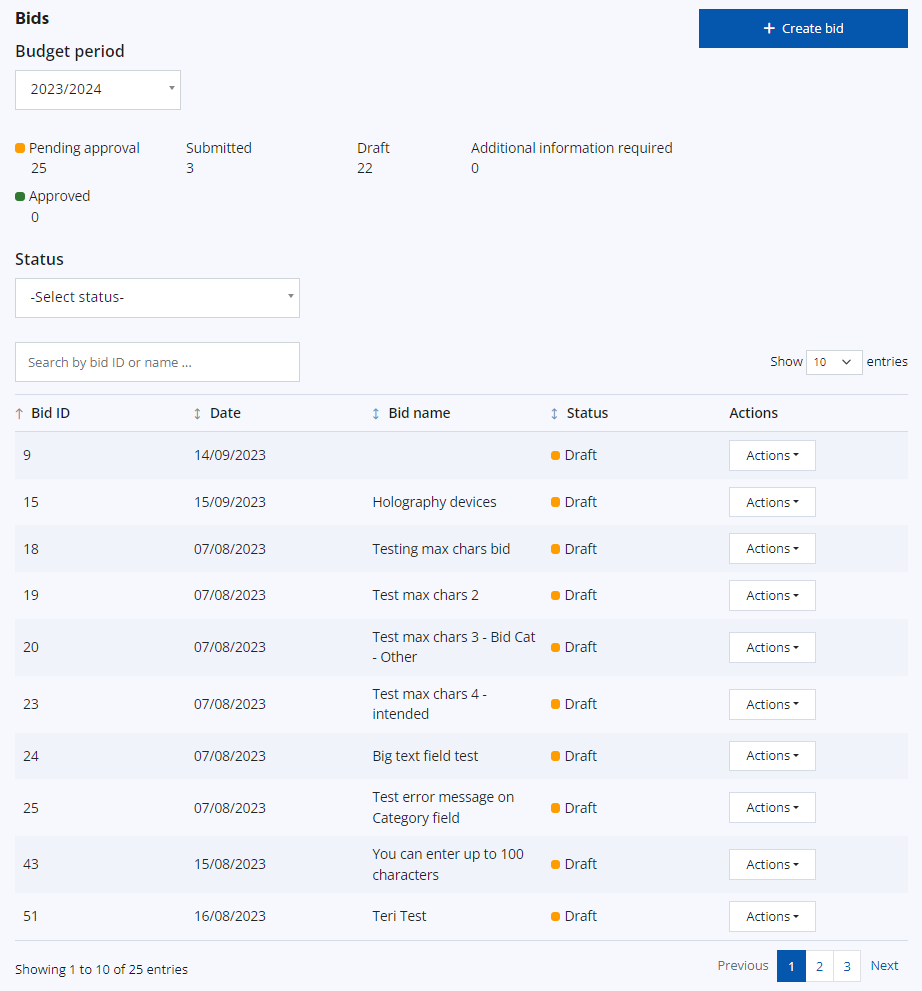 Bids
+ Create bid
Budget period
2023/2024
Pending approval Submitted Draft Additional information required
25 3 22 0
Approved
0
Status
-Select status-
Search by bid ID or name ...
Show 10 entries
↑ Bid ID ↕ Date ↕ Bid name ↕ Status Actions
9 14/09/2023 Draft Actions
15 15/09/2023 Holography devices Draft Actions
18 07/08/2023 Testing max chars bid Draft Actions
19 07/08/2023 Test max chars 2 Draft Actions
20 07/08/2023 Test max chars 3 - Bid Cat
- Other Draft Actions
23 07/08/2023 Test max chars 4 -
intended Draft Actions
24 07/08/2023 Big text field test Draft Actions
25 07/08/2023 Test error message on
Category field Draft Actions
43 15/08/2023 You can enter up to 100
characters Draft Actions
51 16/08/2023 Teri Test Draft Actions
Showing 1 to 10 of 25 entries
Previous 1 2 3 Next